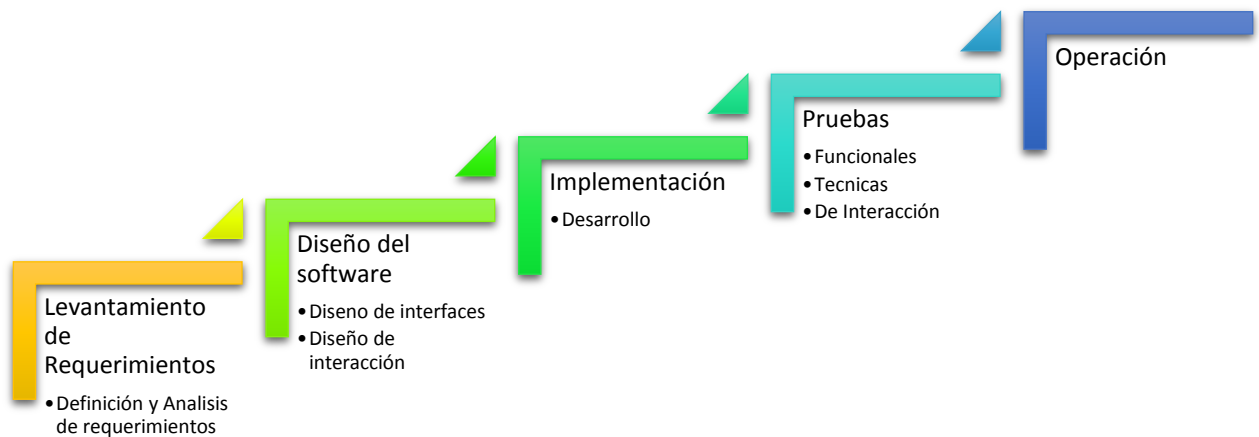 Levantamiento
de
Requerimientos
•Definición y Analisis
de requerimientos
Diseño del
software
•Diseno de interfaces
•Diseño de
interacción
Implementación
•Desarrollo
Pruebas
•Funcionales
•Tecnicas
•De Interacción
Operación